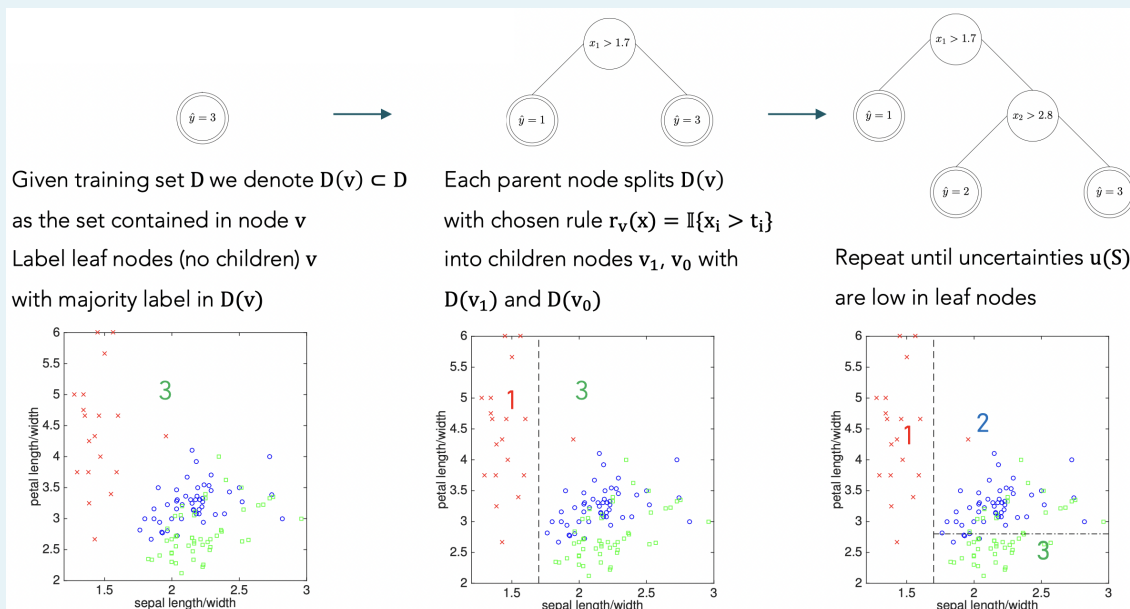 x₁ > 1.7
x₁ > 1.7
ŷ = 3
ŷ = 1
ŷ = 3
ŷ = 1
x₂ > 2.8
ŷ = 2
ŷ = 3
Given training set D we denote D(v) ⊂ D
as the set contained in node v
Label leaf nodes (no children) v
with majority label in D(v)
Each parent node splits D(v)
with chosen rule rᵥ(x) = 𝕀{xᵢ > tᵢ}
into children nodes v₁, v₀ with
D(v₁) and D(v₀)
Repeat until uncertainties u(S)
are low in leaf nodes
6
5.5
5
4.5
4
3.5
3
2.5
2
petal length/width
3
1.5
2
2.5
3
sepal length/width
6
5.5
5
4.5
4
3.5
3
2.5
2
petal length/width
1
3
1.5
2
2.5
3
sepal length/width
6
5.5
5
4.5
4
3.5
3
2.5
2
petal length/width
1
2
3
1.5
2
2.5
3
sepal length/width